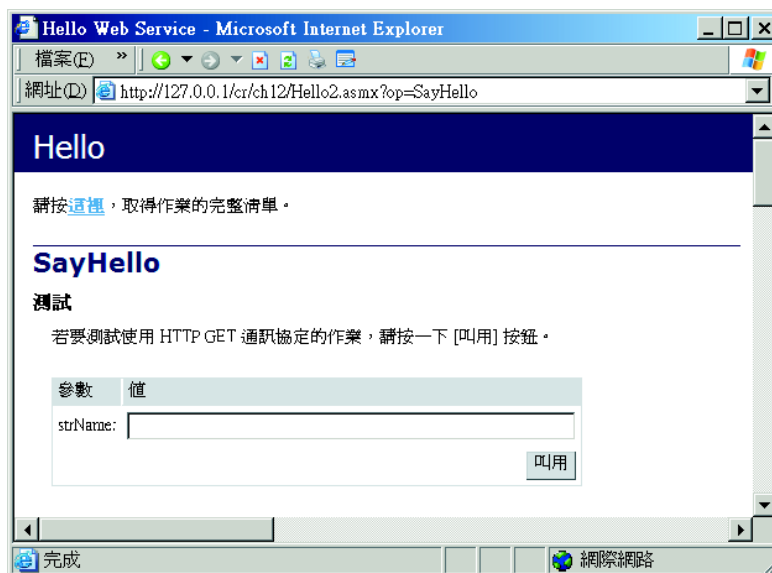 Hello Web Service - Microsoft Internet Explorer
檔案(F) »
網址(D) http://127.0.0.1/cr/ch12/Hello2.asmx?op=SayHello
Hello
請按這裡，取得作業的完整清單。
SayHello
測試
若要測試使用 HTTP GET 通訊協定的作業，請按一下 [叫用] 按鈕。
參數 值
strName:
叫用
完成 網際網路